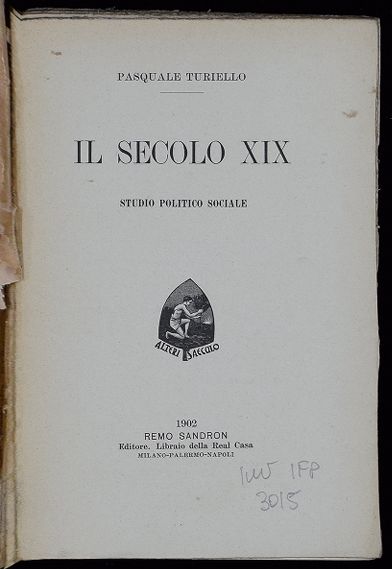 PASQUALE TURIELLO
IL SECOLO XIX
STUDIO POLITICO SOCIALE
ALTERI SAECULO
1902
REMO SANDRON
Editore. Libraio della Real Casa
MILANO-PALERMO-NAPOLI
3015